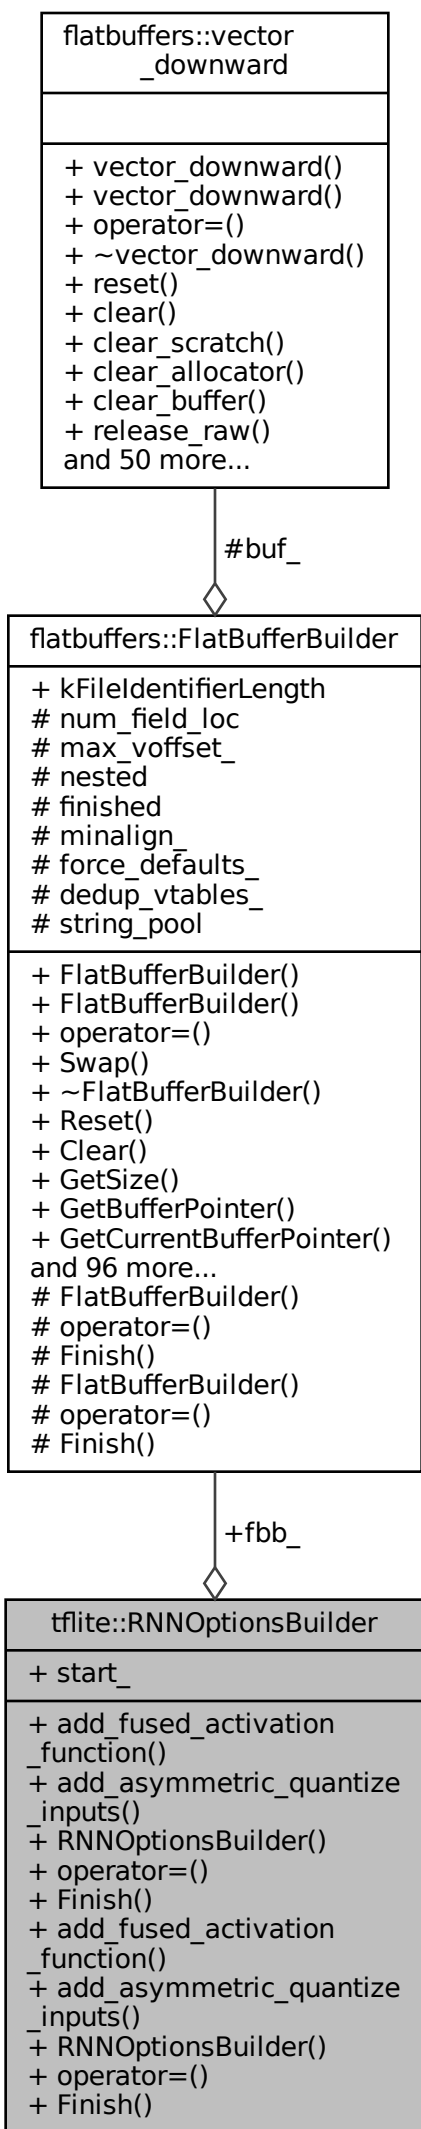 flatbuffers::vector
_downward
+ vector_downward()
+ vector_downward()
+ operator=()
+ ~vector_downward()
+ reset()
+ clear()
+ clear_scratch()
+ clear_allocator()
+ clear_buffer()
+ release_raw()
and 50 more...
#buf_
flatbuffers::FlatBufferBuilder
+ kFileIdentifierLength
# num_field_loc
# max_voffset_
# nested
# finished
# minalign_
# force_defaults_
# dedup_vtables_
# string_pool
+ FlatBufferBuilder()
+ FlatBufferBuilder()
+ operator=()
+ Swap()
+ ~FlatBufferBuilder()
+ Reset()
+ Clear()
+ GetSize()
+ GetBufferPointer()
+ GetCurrentBufferPointer()
and 96 more...
# FlatBufferBuilder()
# operator=()
# Finish()
# FlatBufferBuilder()
# operator=()
# Finish()
+fbb_
tflite::RNNOptionsBuilder
+ start_
+ add_fused_activation
_function()
+ add_asymmetric_quantize
_inputs()
+ RNNOptionsBuilder()
+ operator=()
+ Finish()
+ add_fused_activation
_function()
+ add_asymmetric_quantize
_inputs()
+ RNNOptionsBuilder()
+ operator=()
+ Finish()